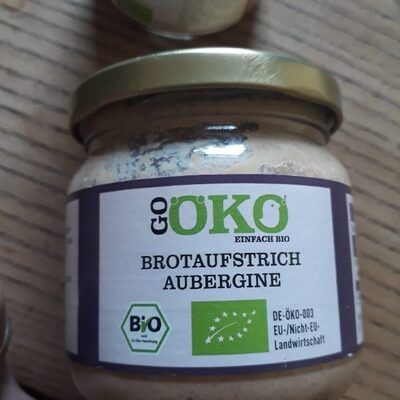 GO ÖKO
EINFACH BIO
BROTAUFSTRICH
AUBERGINE
Bio
DE-ÖKO-003
EU-/Nicht-EU-
Landwirtschaft